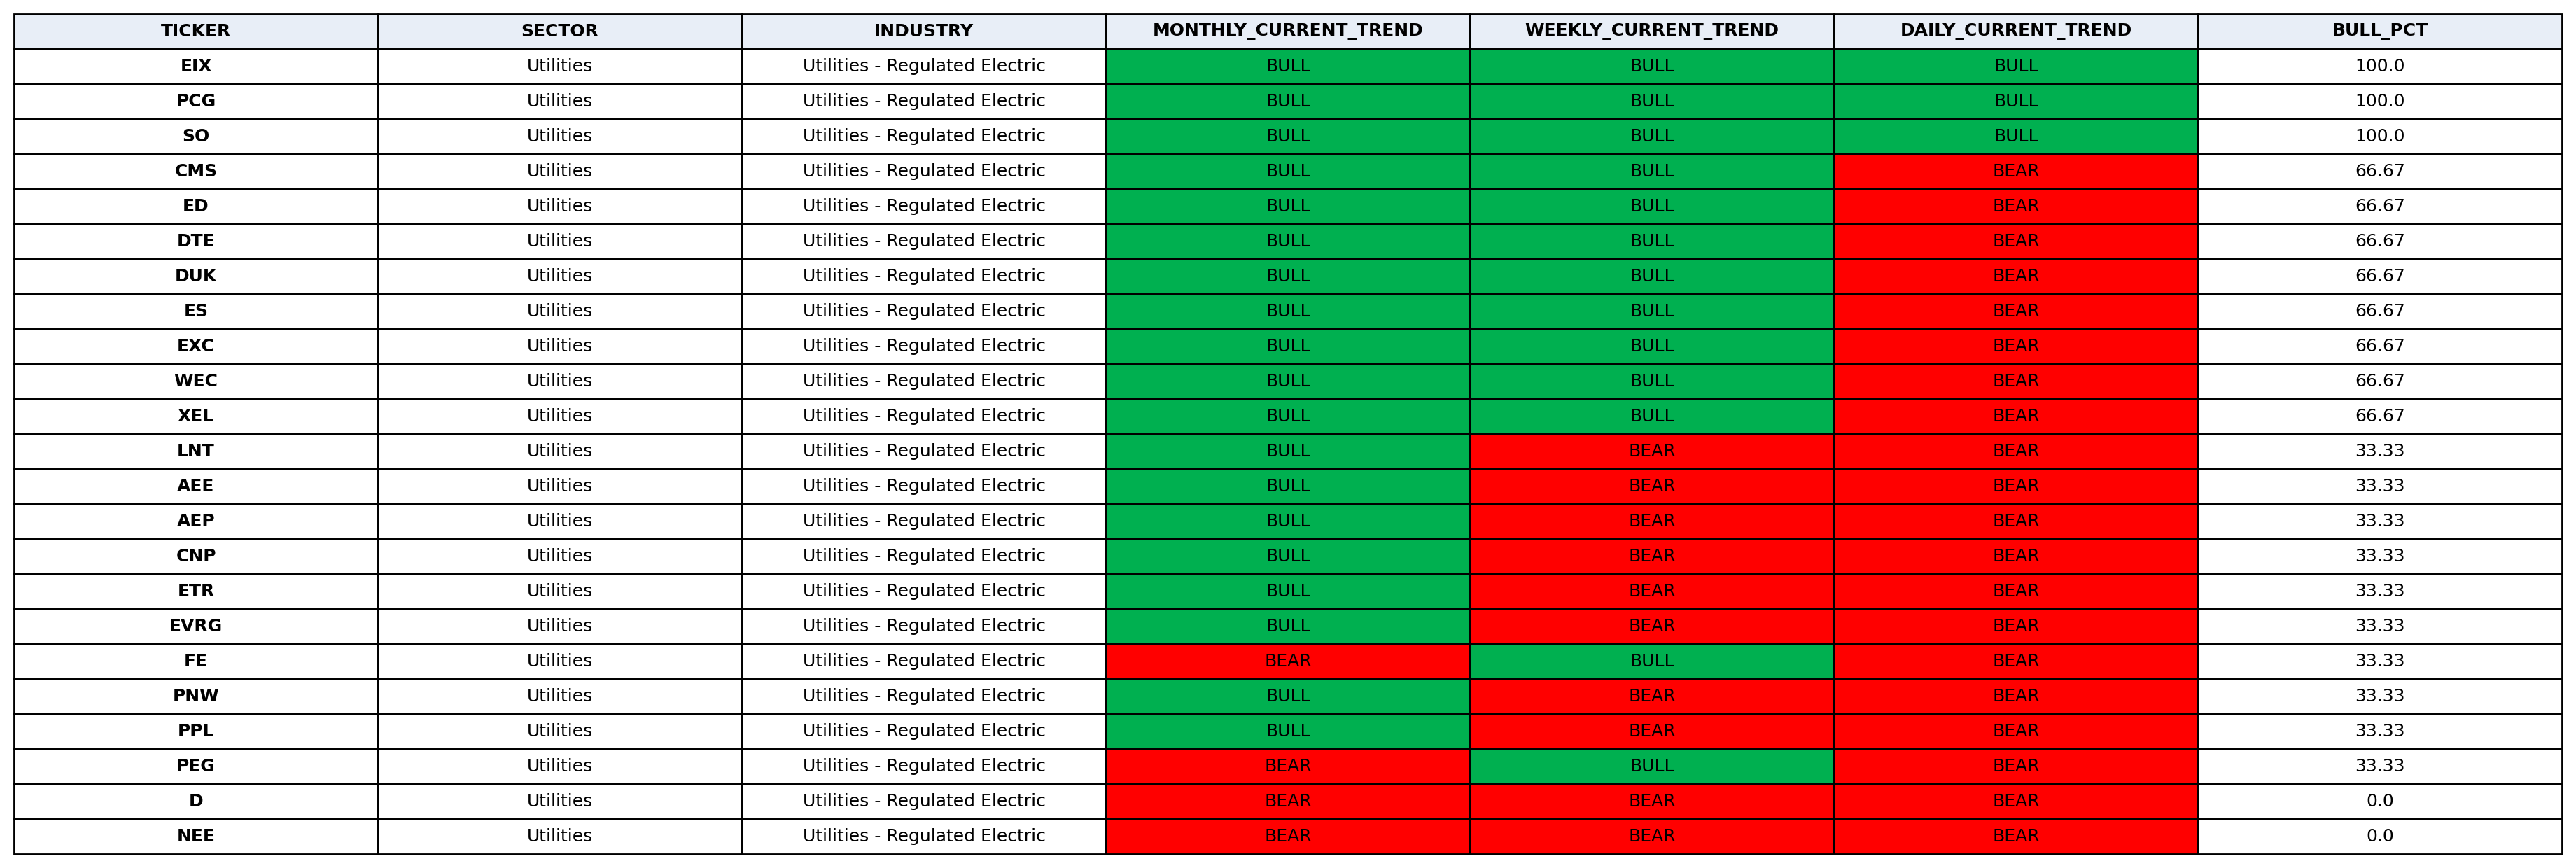 TICKER SECTOR INDUSTRY MONTHLY_CURRENT_TREND WEEKLY_CURRENT_TREND DAILY_CURRENT_TREND BULL_PCT
EIX Utilities Utilities - Regulated Electric BULL BULL BULL 100.0
PCG Utilities Utilities - Regulated Electric BULL BULL BULL 100.0
SO Utilities Utilities - Regulated Electric BULL BULL BULL 100.0
CMS Utilities Utilities - Regulated Electric BULL BULL BEAR 66.67
ED Utilities Utilities - Regulated Electric BULL BULL BEAR 66.67
DTE Utilities Utilities - Regulated Electric BULL BULL BEAR 66.67
DUK Utilities Utilities - Regulated Electric BULL BULL BEAR 66.67
ES Utilities Utilities - Regulated Electric BULL BULL BEAR 66.67
EXC Utilities Utilities - Regulated Electric BULL BULL BEAR 66.67
WEC Utilities Utilities - Regulated Electric BULL BULL BEAR 66.67
XEL Utilities Utilities - Regulated Electric BULL BULL BEAR 66.67
LNT Utilities Utilities - Regulated Electric BULL BEAR BEAR 33.33
AEE Utilities Utilities - Regulated Electric BULL BEAR BEAR 33.33
AEP Utilities Utilities - Regulated Electric BULL BEAR BEAR 33.33
CNP Utilities Utilities - Regulated Electric BULL BEAR BEAR 33.33
ETR Utilities Utilities - Regulated Electric BULL BEAR BEAR 33.33
EVRG Utilities Utilities - Regulated Electric BULL BEAR BEAR 33.33
FE Utilities Utilities - Regulated Electric BEAR BULL BEAR 33.33
PNW Utilities Utilities - Regulated Electric BULL BEAR BEAR 33.33
PPL Utilities Utilities - Regulated Electric BULL BEAR BEAR 33.33
PEG Utilities Utilities - Regulated Electric BEAR BULL BEAR 33.33
D Utilities Utilities - Regulated Electric BEAR BEAR BEAR 0.0
NEE Utilities Utilities - Regulated Electric BEAR BEAR BEAR 0.0